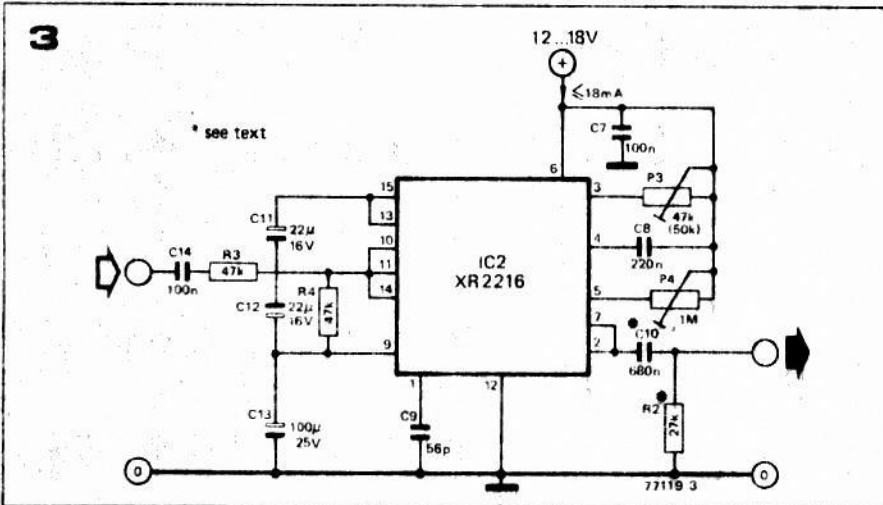 3
12...18V
+
≤18mA
* see text
C7
100n
6
15
3
P3
47k
(50k)
C11
22µ
16V
13
10
4
C8
220n
C14
100n
R3
47k
11
IC2
XR2216
14
5
P4
1M
C12
22µ
16V
R4
47k
7
C10
680n
9
2
1
12
C13
100µ
25V
C9
56p
R2
27k
0
0
77119 3